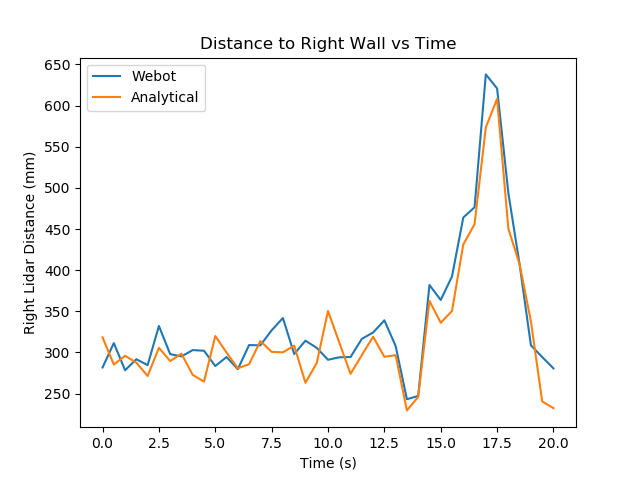 Distance to Right Wall vs Time
Webot
Analytical
Right Lidar Distance (mm)
650
600
550
500
450
400
350
300
250
0.0 2.5 5.0 7.5 10.0 12.5 15.0 17.5 20.0
Time (s)